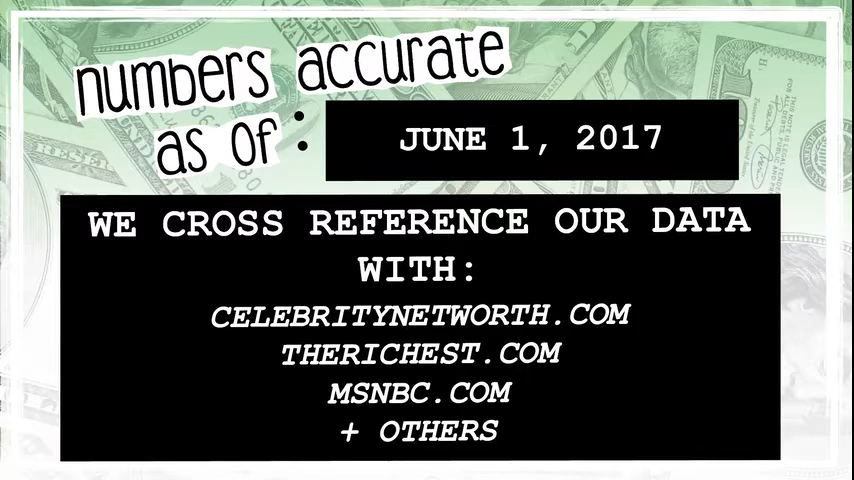 numbers accurate
as of: JUNE 1, 2017
WE CROSS REFERENCE OUR DATA
WITH:
CELEBRITYNETWORTH.COM
THERICHEST.COM
MSNBC.COM
+ OTHERS